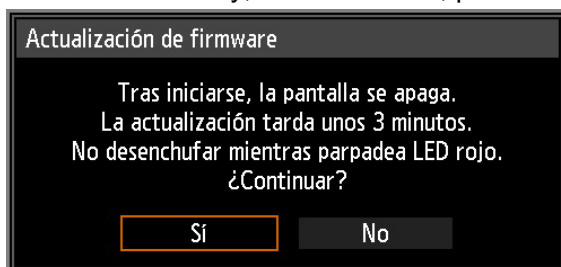 Actualización de firmware
Tras iniciarse, la pantalla se apaga.
La actualización tarda unos 3 minutos.
No desenchufar mientras parpadea LED rojo.
¿Continuar?
Sí No